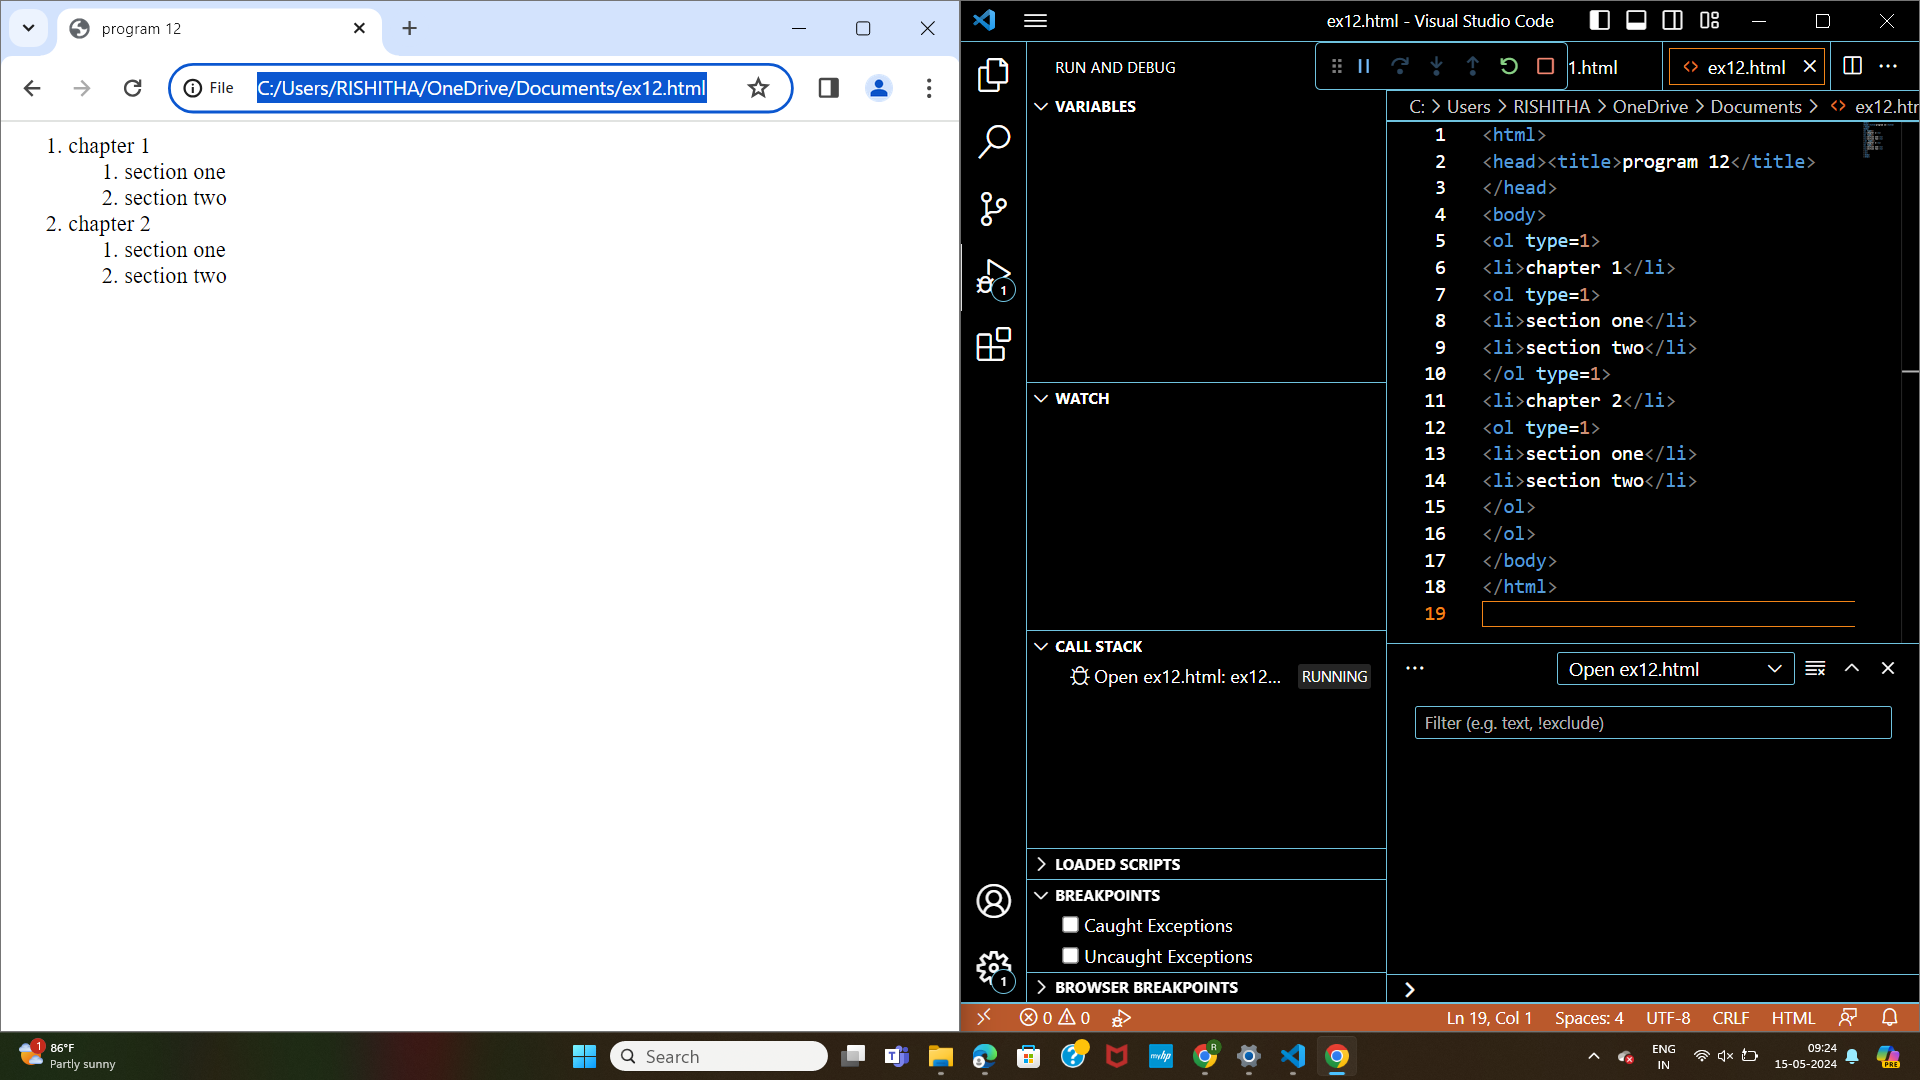 program 12
File
C:/Users/RISHITHA/OneDrive/Documents/ex12.html
1. chapter 1
1. section one
2. section two
2. chapter 2
1. section one
2. section two
ex12.html - Visual Studio Code
RUN AND DEBUG
1.html
ex12.html
VARIABLES
C: > Users > RISHITHA > OneDrive > Documents > ex12.htm
1 <html>
2 <head><title>program 12</title>
3 </head>
4 <body>
5 <ol type=1>
6 <li>chapter 1</li>
7 <ol type=1>
8 <li>section one</li>
9 <li>section two</li>
10 </ol type=1>
11 <li>chapter 2</li>
12 <ol type=1>
13 <li>section one</li>
14 <li>section two</li>
15 </ol>
16 </ol>
17 </body>
18 </html>
19
1
WATCH
CALL STACK
Open ex12.html: ex12... RUNNING
Open ex12.html
Filter (e.g. text, !exclude)
LOADED SCRIPTS
BREAKPOINTS
Caught Exceptions
Uncaught Exceptions
1
BROWSER BREAKPOINTS
0 0
Ln 19, Col 1 Spaces: 4 UTF-8 CRLF HTML
1
86°F
Partly sunny
Search
myhp
R
ENG
IN
09:24
15-05-2024
PRE